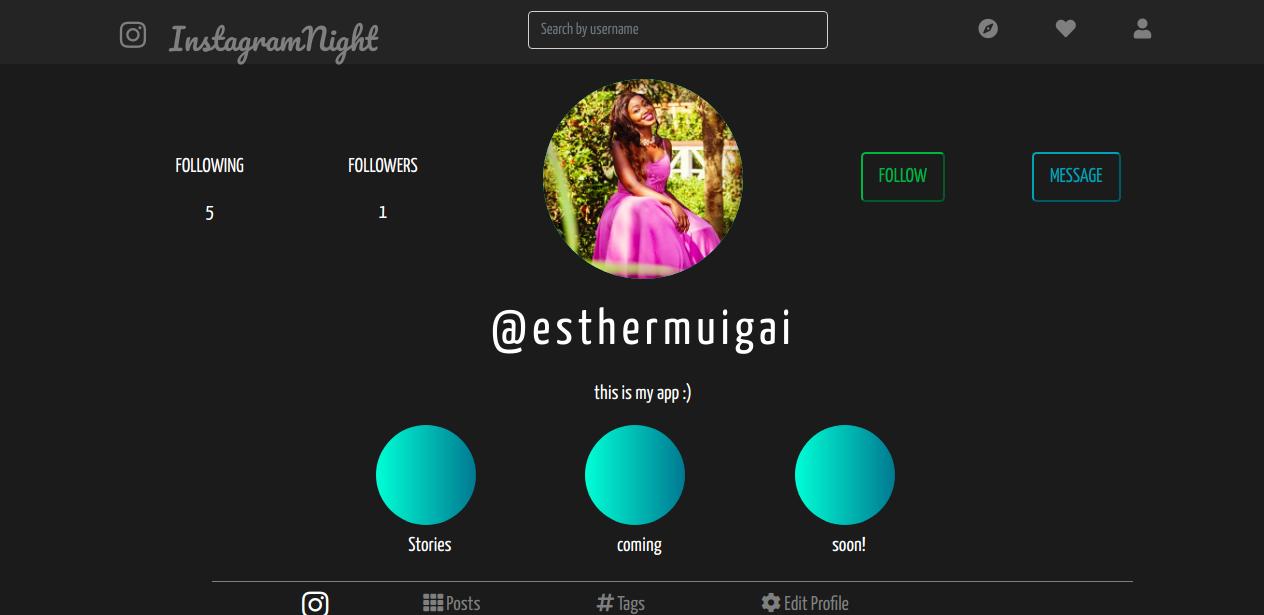 InstagramNight
Search by username
FOLLOWING
FOLLOWERS
FOLLOW
MESSAGE
5
1
@esthermuigai
this is my app :)
Stories
coming
soon!
Posts
# Tags
Edit Profile